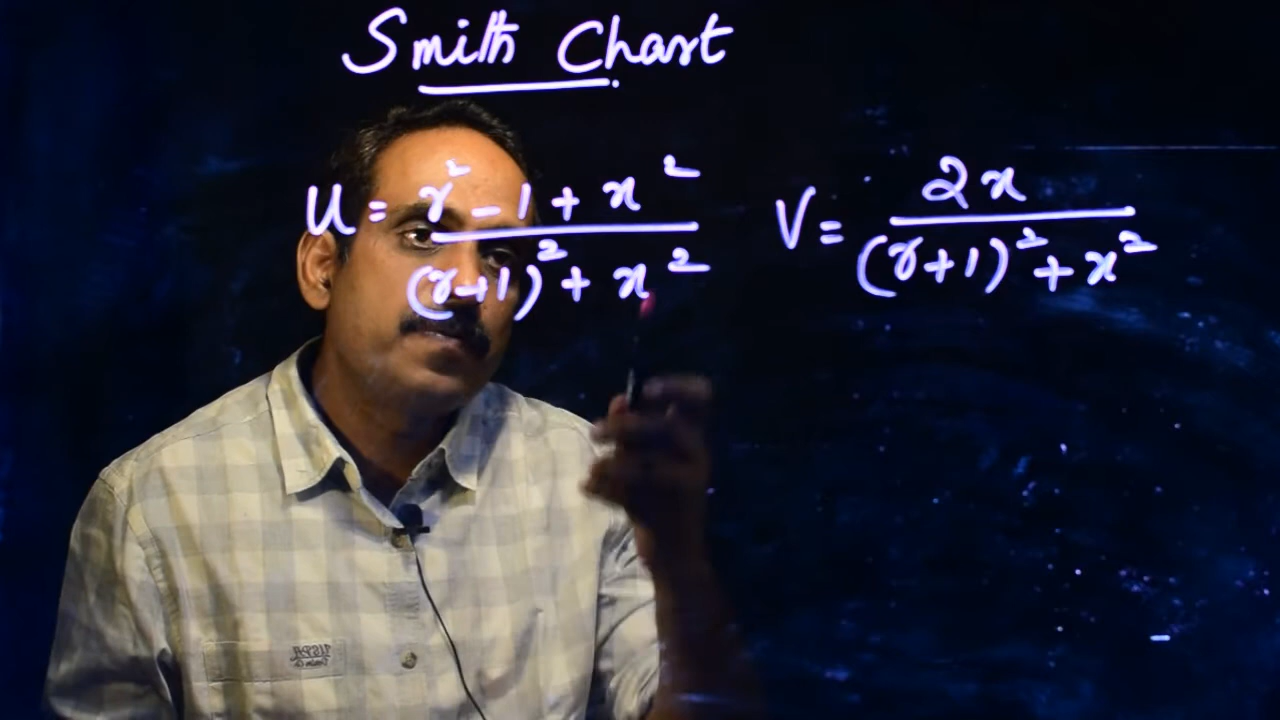 Smith Chart
U = r² - 1 + x² / (r+1)² + x²
V = 2x / (r+1)² + x²